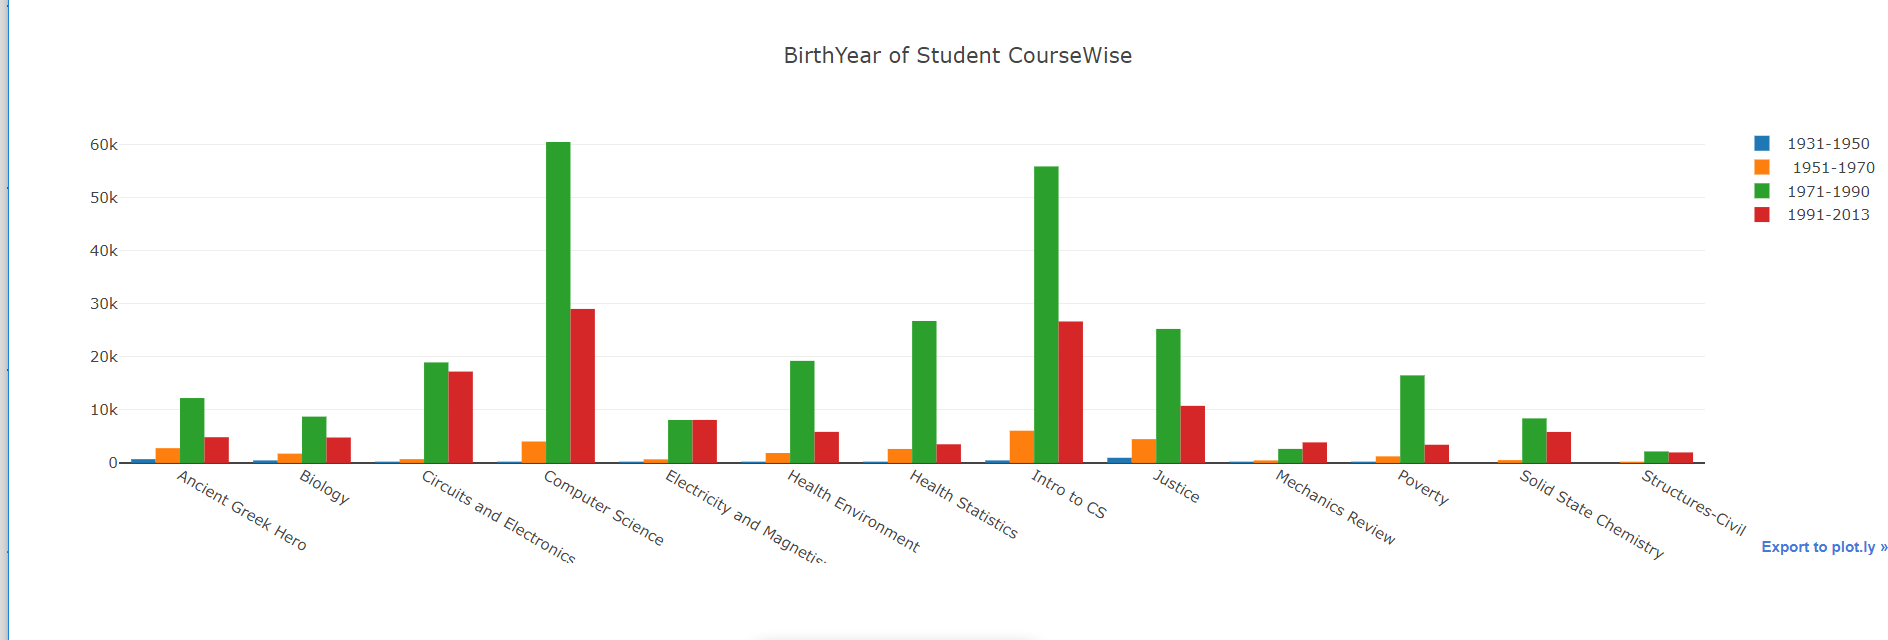 BirthYear of Student CourseWise
60k
50k
40k
30k
20k
10k
0
1931-1950
1951-1970
1971-1990
1991-2013
Ancient Greek Hero
Biology
Circuits and Electronics
Computer Science
Electricity and
Health Environment
Health Statistics
Intro to CS
Justice
Mechanics Review
Poverty
Solid State Chemistry
Structures-Civil
Export to plot.ly »